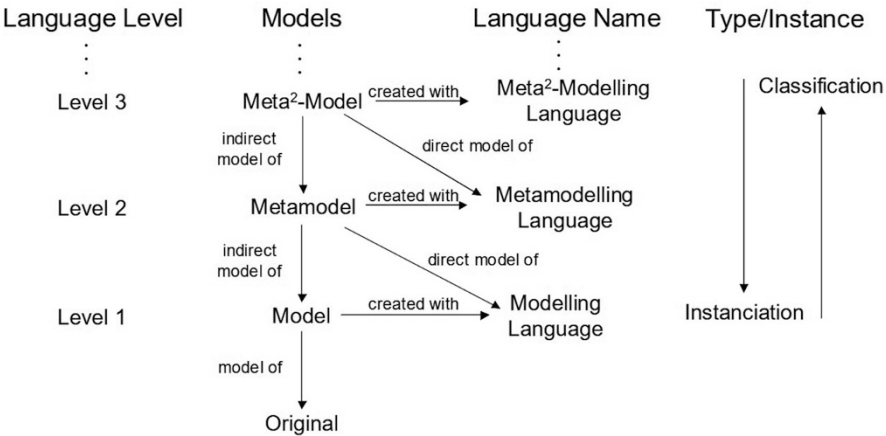 Language Level Models Language Name Type/Instance
Level 3 Meta²-Model created with Meta²-Modelling Classification
Language
indirect
model of direct model of
Level 2 Metamodel created with Metamodelling
Language
indirect
model of direct model of
Level 1 Model created with Modelling Instanciation
Language
model of
Original